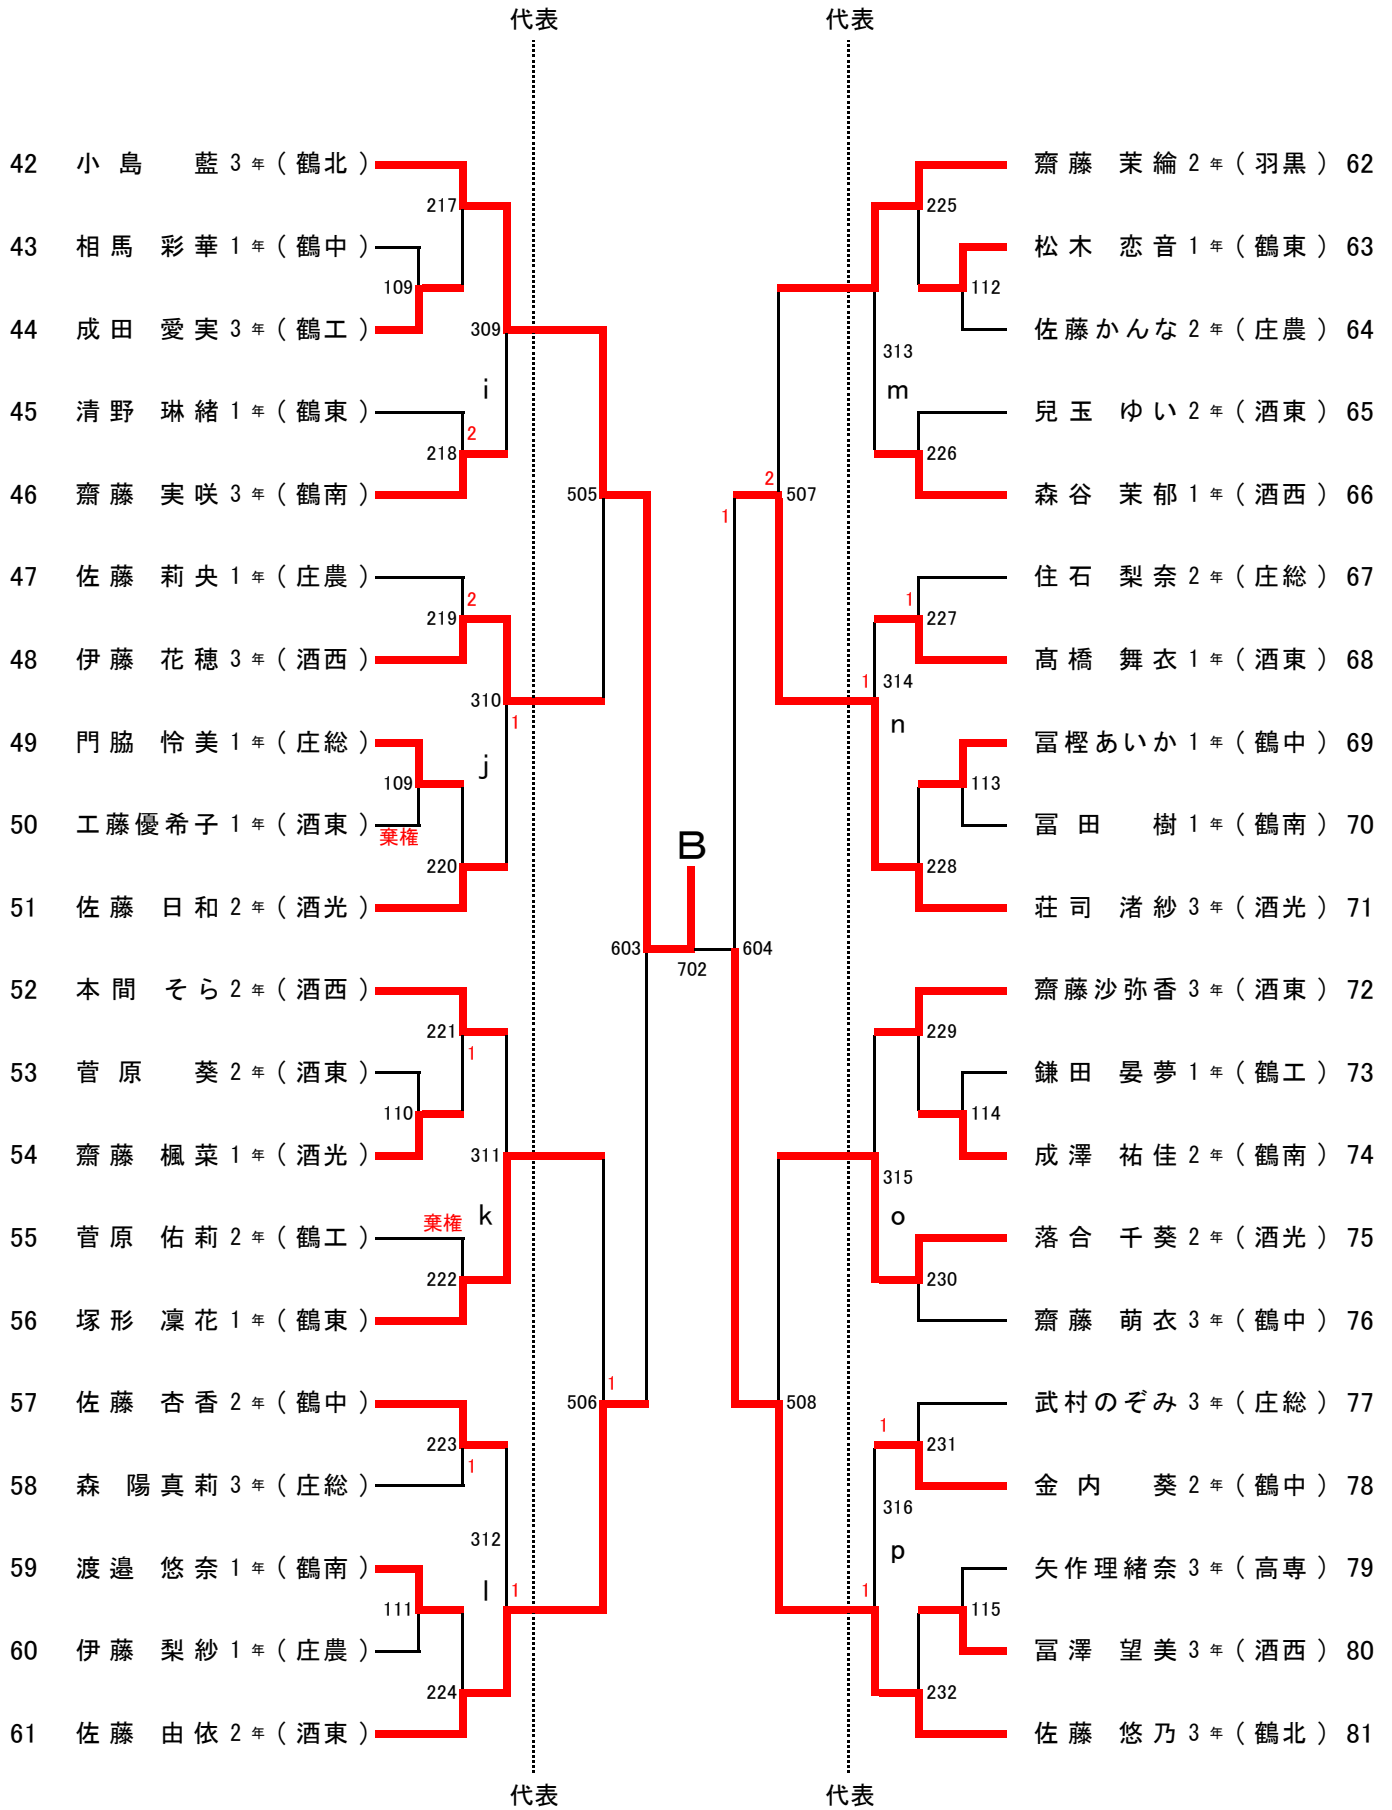 代表 代表
42 小島 藍 3年(鶴北) 齋藤 茉綸 2年(羽黒) 62
217 225
43 相馬 彩華 1年(鶴中) 松木 恋音 1年(鶴東) 63
109 112
44 成田 愛実 3年(鶴工) 309 佐藤かんな 2年(庄農) 64
313
i m
45 清野 琳緒 1年(鶴東) 兒玉 ゆい 2年(酒東) 65
2
218 226
46 齋藤 実咲 3年(鶴南) 505 2 507 森谷 茉郁 1年(酒西) 66
1
47 佐藤 莉央 1年(庄農) 住石 梨奈 2年(庄総) 67
2 1
219 227
48 伊藤 花穂 3年(酒西) 髙橋 舞衣 1年(酒東) 68
1 314
310
1 n
49 門脇 怜美 1年(庄総) 冨樫あいか 1年(鶴中) 69
j
109 113
50 工藤優希子 1年(酒東) 冨田 樹 1年(鶴南) 70
棄権 B
220 228
51 佐藤 日和 2年(酒光) 荘司 渚紗 3年(酒光) 71
603 604
702
52 本間 そら 2年(酒西) 齋藤沙弥香 3年(酒東) 72
221 229
1
53 菅原 葵 2年(酒東) 鎌田 晏夢 1年(鶴工) 73
110 114
54 齋藤 楓菜 1年(酒光) 311 成澤 祐佳 2年(鶴南) 74
315
棄権 k o
55 菅原 佑莉 2年(鶴工) 落合 千葵 2年(酒光) 75
222 230
56 塚形 凜花 1年(鶴東) 齋藤 萌衣 3年(鶴中) 76
1
57 佐藤 杏香 2年(鶴中) 506 508 武村のぞみ 3年(庄総) 77
1
223 231
1
58 森 陽真莉 3年(庄総) 金内 葵 2年(鶴中) 78
316
312
p
59 渡邉 悠奈 1年(鶴南) 矢作理緒奈 3年(高専) 79
l 1 1
111 115
60 伊藤 梨紗 1年(庄農) 冨澤 望美 3年(酒西) 80
224 232
61 佐藤 由依 2年(酒東) 佐藤 悠乃 3年(鶴北) 81
代表 代表